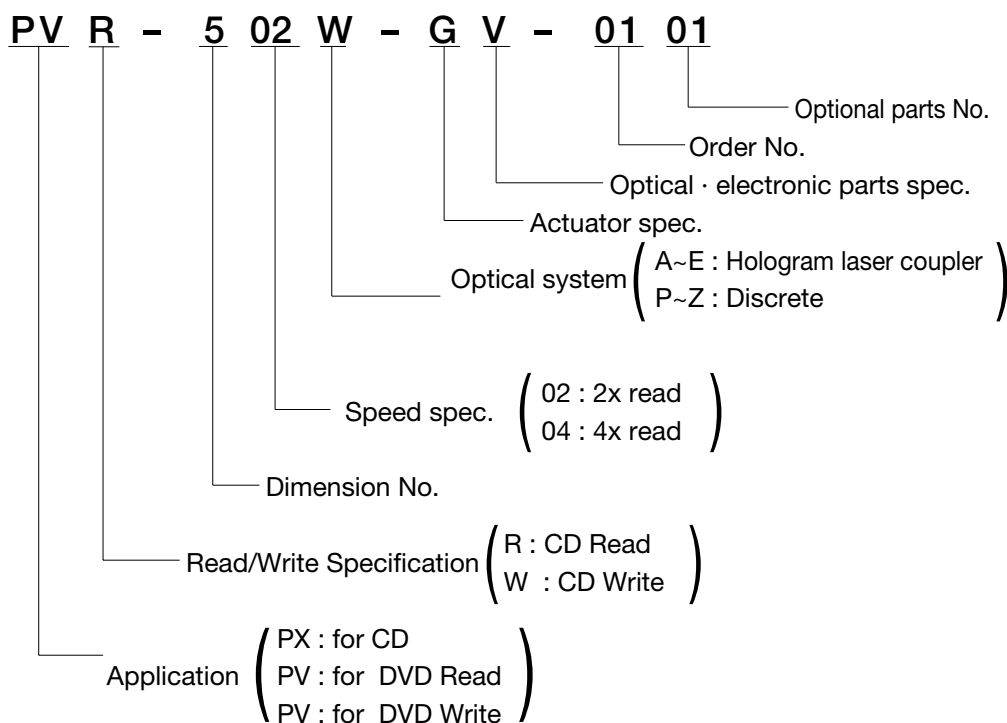 PV R - 5 02 W - G V - 01 01
Optional parts No.
Order No.
Optical · electronic parts spec.
Actuator spec.
Optical system
A~E : Hologram laser coupler
P~Z : Discrete
Speed spec.
02 : 2x read
04 : 4x read
Dimension No.
Read/Write Specification
R : CD Read
W : CD Write
Application
PX : for CD
PV : for DVD Read
PV : for DVD Write